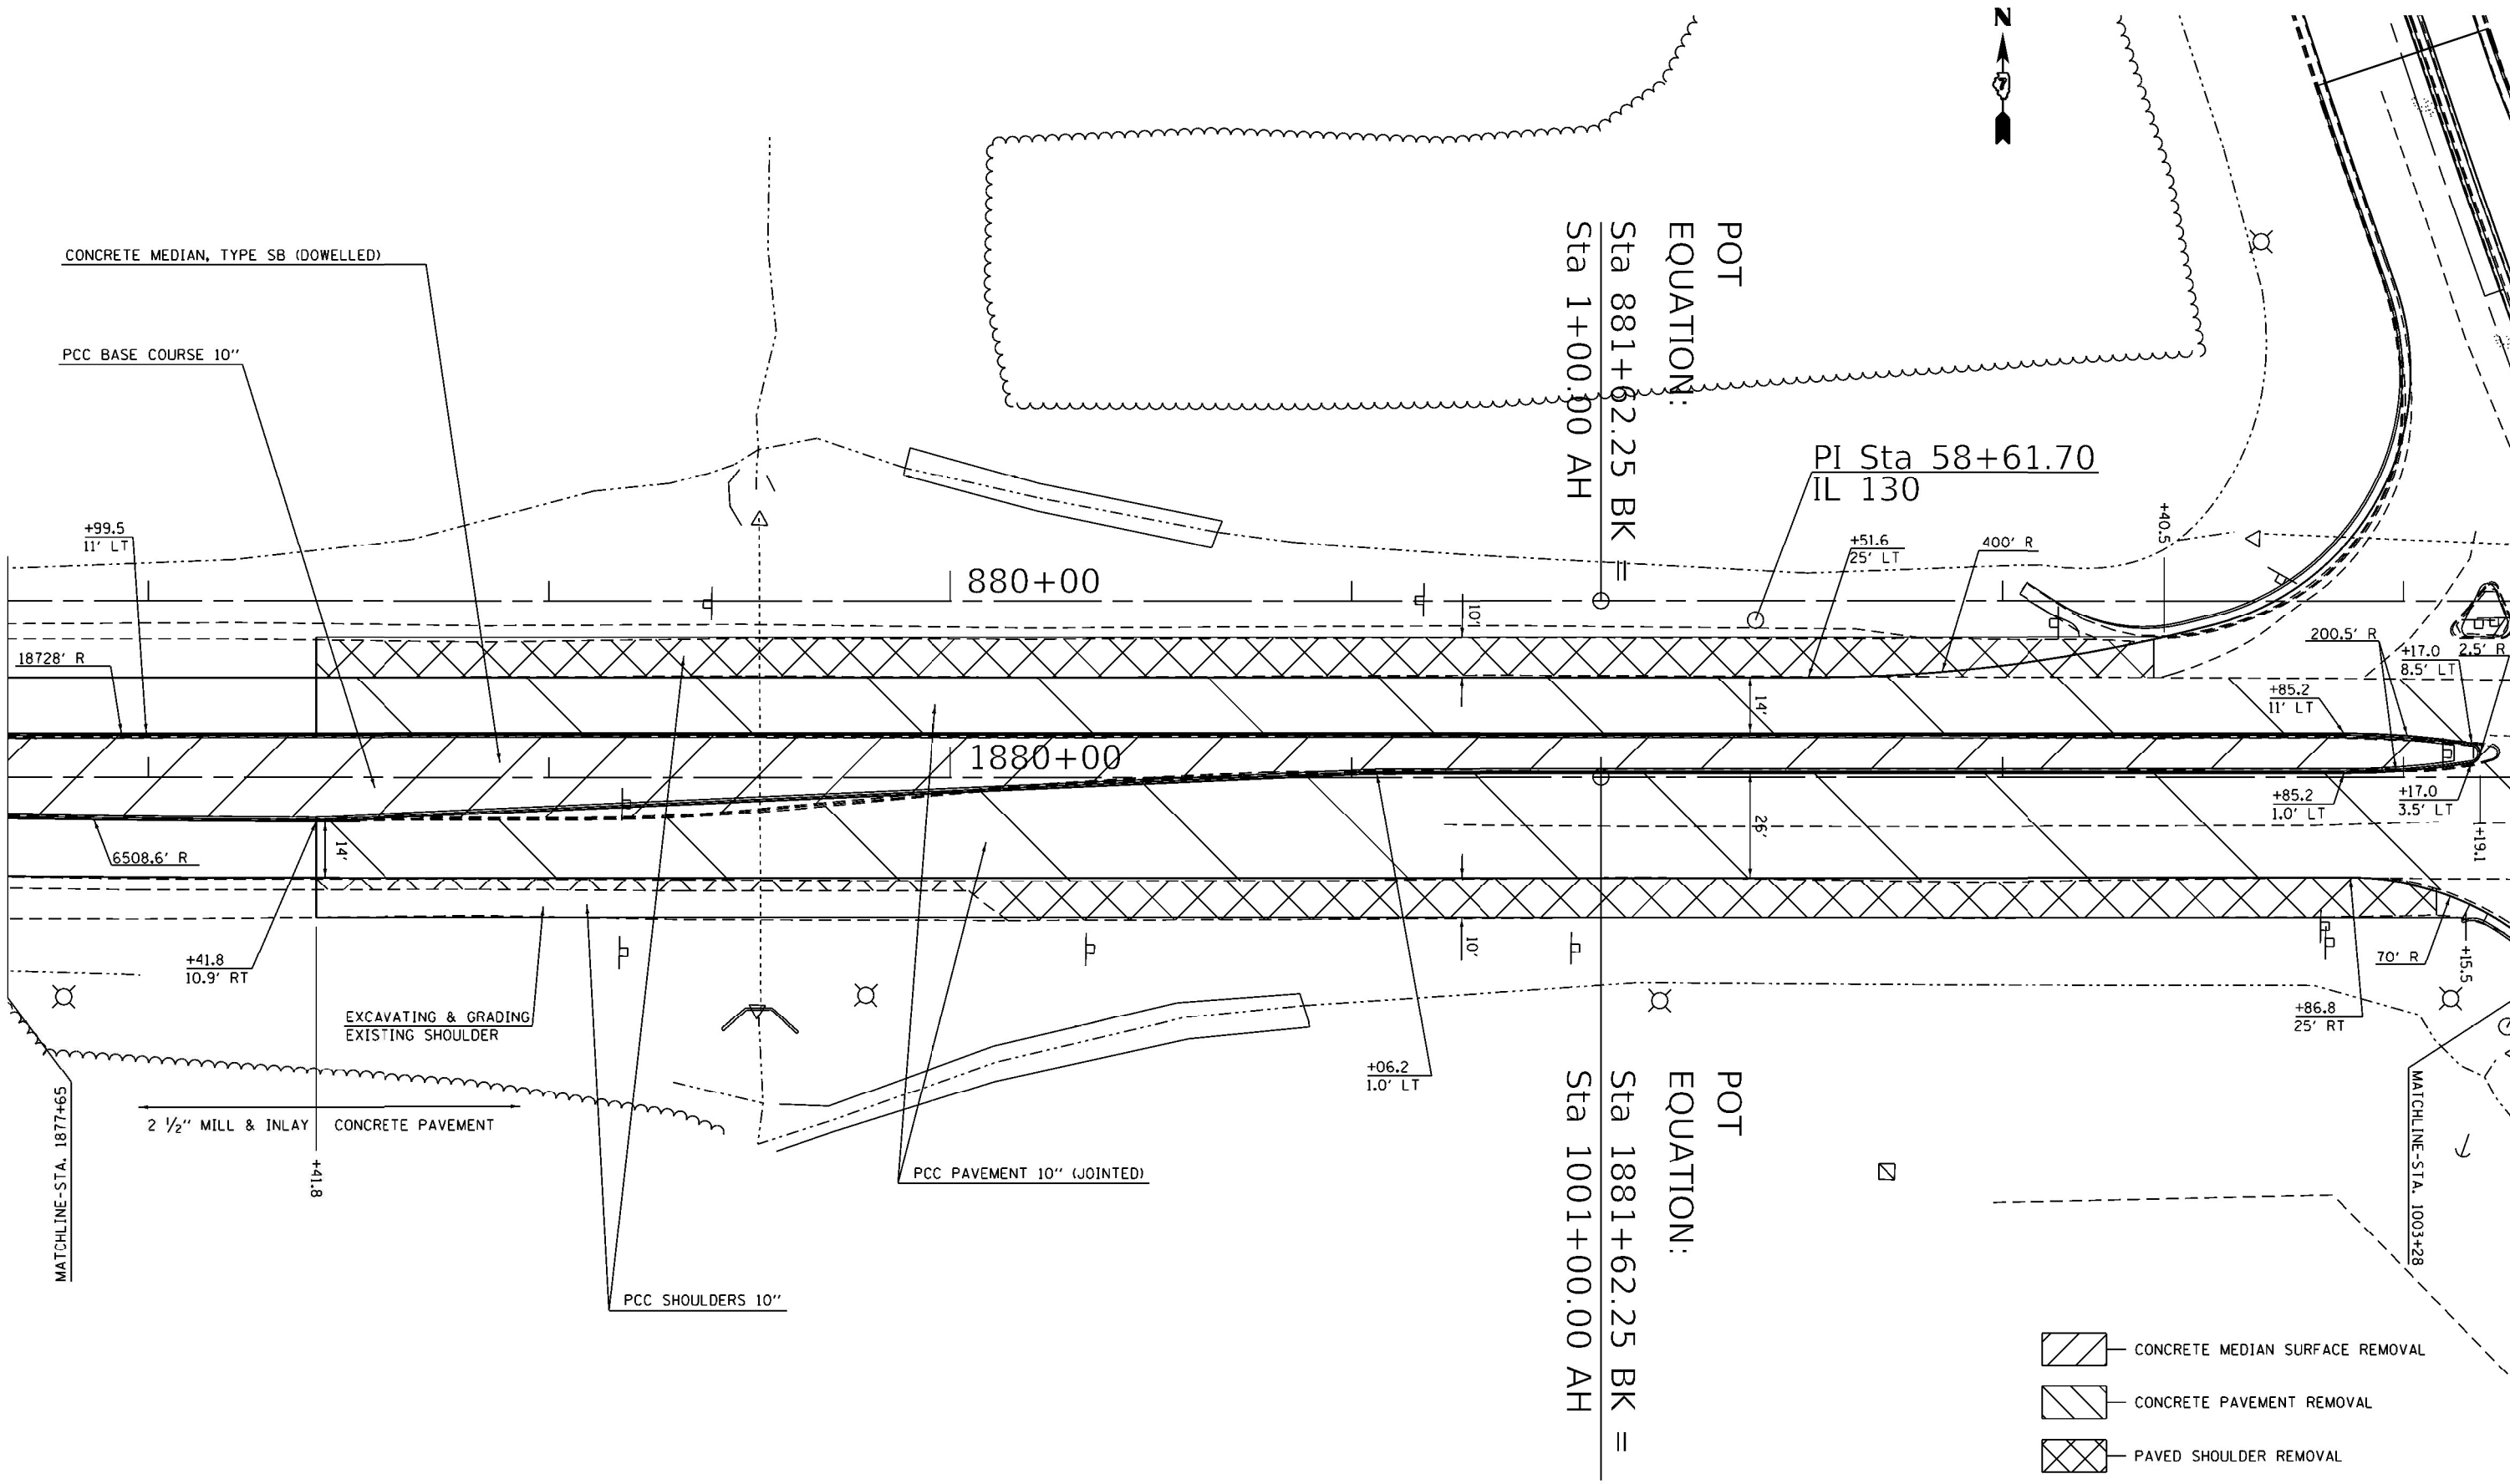 N
CONCRETE MEDIAN, TYPE SB (DOWELLED)
PCC BASE COURSE 10"
POT
EQUATION:
Sta 881+62.25 BK =
Sta 1+00.00 AH
PI Sta 58+61.70
IL 130
+99.5
11' LT
880+00
10'
+51.6
25' LT
400' R
+40.5
18728' R
200.5' R
+17.0
8.5' LT
2.5' R
14'
+85.2
11' LT
1880+00
6508.6' R
14'
26'
+85.2
1.0' LT
+17.0
3.5' LT
+19.1
+41.8
10.9' RT
10'
70' R
+15.5
EXCAVATING & GRADING
EXISTING SHOULDER
+86.8
25' RT
+06.2
1.0' LT
MATCHLINE-STA. 1877+65
2 1/2" MILL & INLAY
CONCRETE PAVEMENT
+41.8
PCC PAVEMENT 10" (JOINTED)
PCC SHOULDERS 10"
POT
EQUATION:
Sta 1881+62.25 BK =
Sta 1001+00.00 AH
MATCHLINE-STA. 1003+28
CONCRETE MEDIAN SURFACE REMOVAL
CONCRETE PAVEMENT REMOVAL
PAVED SHOULDER REMOVAL